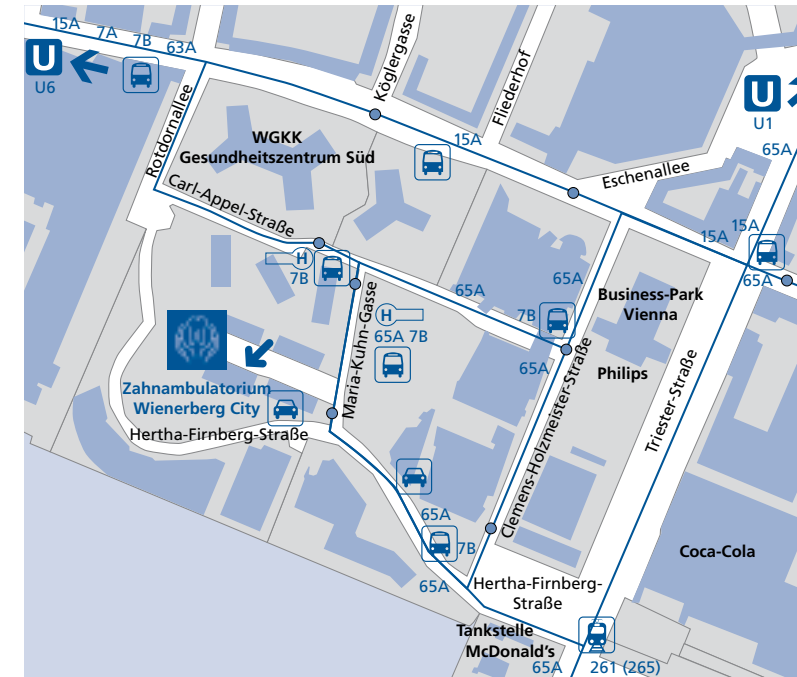 15A
7A
7B
63A
U
U6
Köglergasse
Fliederhof
U
U1
65A
Rotdornallee
WGKK
Gesundheitszentrum Süd
15A
Eschenallee
Carl-Appel-Straße
15A
15A
H
7B
65A
65A
65A
Business-Park
Vienna
7B
H
65A 7B
Maria-Kuhn-Gasse
65A
Philips
Zahnambulatorium
Wienerberg City
Clemens-Holzmeister-Straße
Triester-Straße
Hertha-Firnberg-Straße
65A
7B
Coca-Cola
65A
Hertha-Firnberg-
Straße
Tankstelle
McDonald's
65A
261 (265)